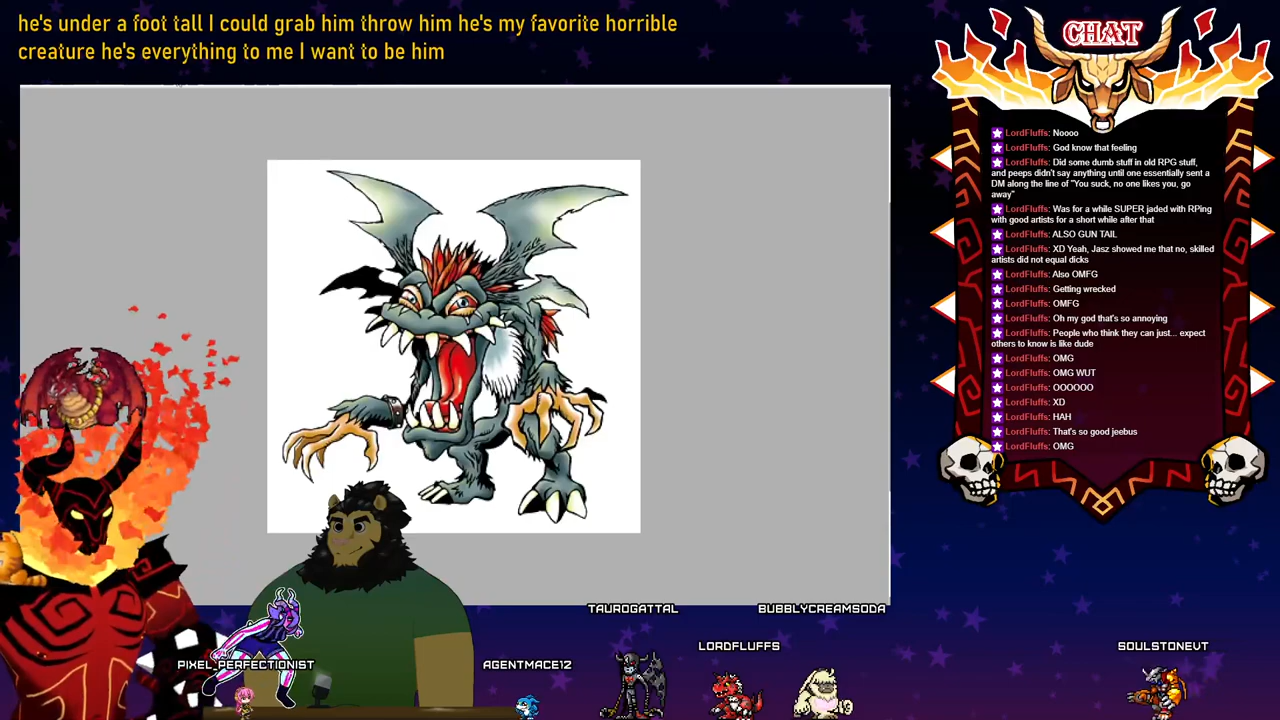 he's under a foot tall I could grab him throw him he's my favorite horrible
creature he's everything to me I want to be him
CHAT
LordFluffs: Noooo
LordFluffs: God know that feeling
LordFluffs: Did some dumb stuff in old RPG stuff,
and peeps didn't say anything until one essentially sent a
DM along the line of "You suck, no one likes you, go
away"
LordFluffs: Was for a while SUPER jaded with RPing
with good artists for a short while after that
LordFluffs: ALSO GUN TAIL
LordFluffs: XD Yeah, Jasz showed me that no, skilled
artists did not equal dicks
LordFluffs: Also OMFG
LordFluffs: Getting wrecked
LordFluffs: OMFG
LordFluffs: Oh my god that's so annoying
LordFluffs: People who think they can just... expect
others to know is like dude
LordFluffs: OMG
LordFluffs: OMG WUT
LordFluffs: OOOOOO
LordFluffs: XD
LordFluffs: HAH
LordFluffs: That's so good jeebus
LordFluffs: OMG
TAUROGATTAL
BUBBLYCREAMSODA
LORDFLUFFS
SOULSTONEVT
PIXEL_PERFECTIONIST
AGENTMACE12